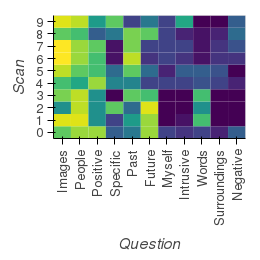 Scan
9
8
7
6
5
4
3
2
1
0
Images
People
Positive
Specific
Past
Future
Myself
Intrusive
Words
Surroundings
Negative
Question